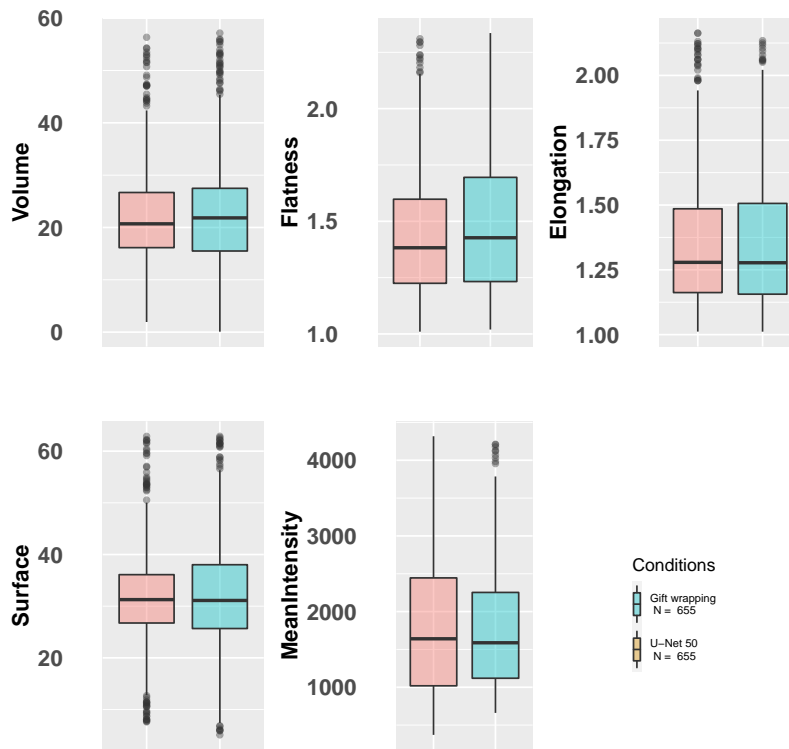 Volume
60
40
20
0
Flatness
2.0
1.5
1.0
Elongation
2.00
1.75
1.50
1.25
1.00
Surface
60
40
20
MeanIntensity
4000
3000
2000
1000
Conditions
Gift wrapping
N = 655
U−Net 50
N = 655